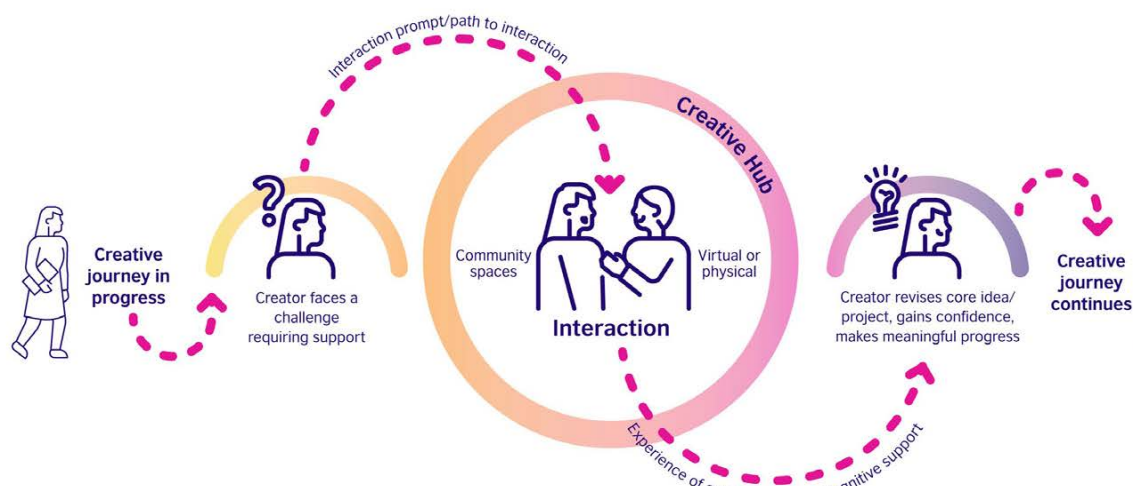 Interaction prompt/path to interaction
Creative Hub
Creative
journey in
progress
?
Creator faces a
challenge
requiring support
Community
spaces
Virtual or
physical
Interaction
Creator revises core idea/
project, gains confidence,
makes meaningful progress
Creative
journey
continues
Experience of
support